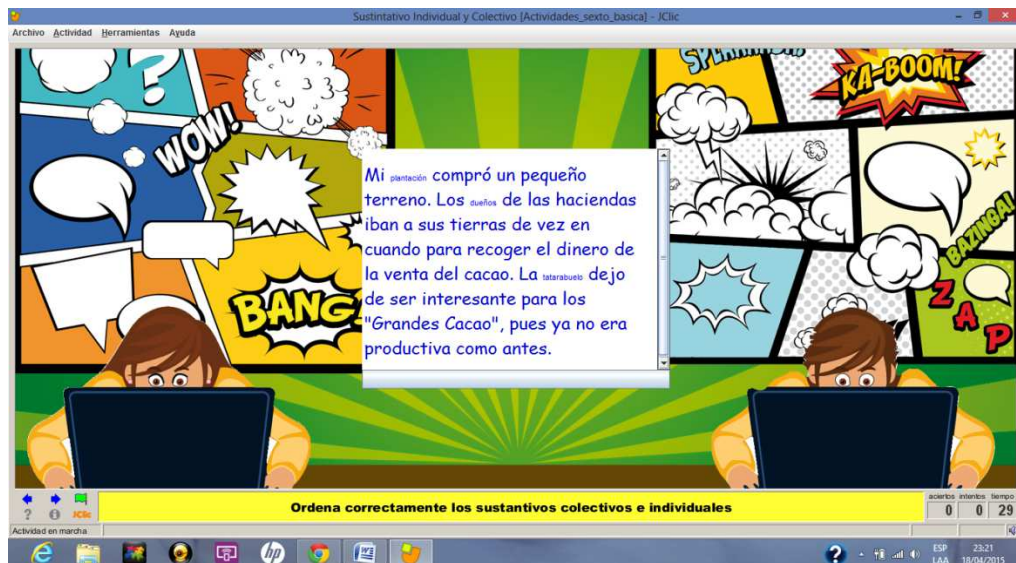 Sustintativo Individual y Colectivo [Actividades_sexto_basica] - JClic
Archivo Actividad Herramientas Ayuda
WOW!
BANG!
KA-BOOM!
BAZINGA!
ZAP
Mi plantación compró un pequeño
terreno. Los dueños de las haciendas
iban a sus tierras de vez en
cuando para recoger el dinero de
la venta del cacao. La tatarabuelo dejo
de ser interesante para los
"Grandes Cacao", pues ya no era
productiva como antes.
JClic
Ordena correctamente los sustantivos colectivos e individuales
aciertos intentos tiempo
0 0 29
Actividad en marcha
hp
ESP 23:21
LAA 18/04/2015